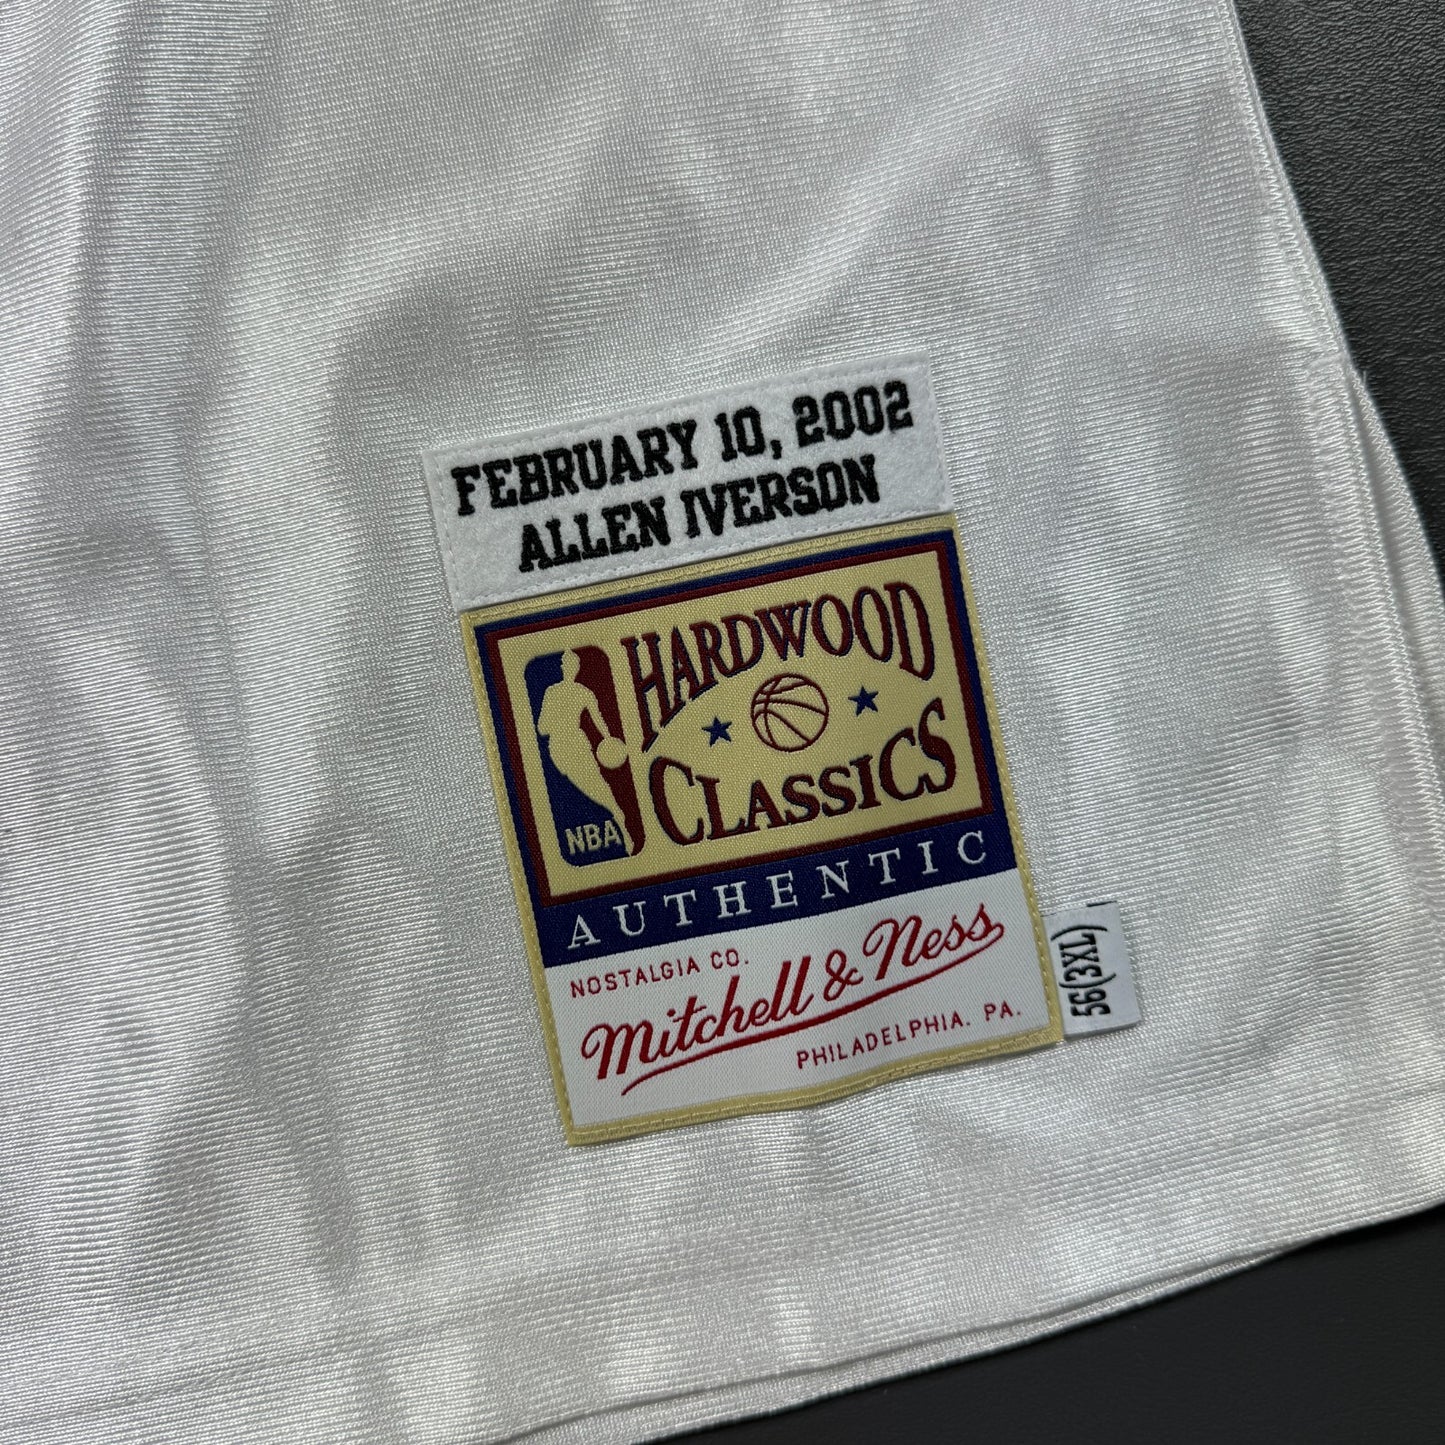 FEBRUARY 10, 2002
ALLEN IVERSON
HARDWOOD
CLASSICS
NBA
AUTHENTIC
NOSTALGIA CO.
Mitchell & Ness
PHILADELPHIA. PA.
56(3XL)